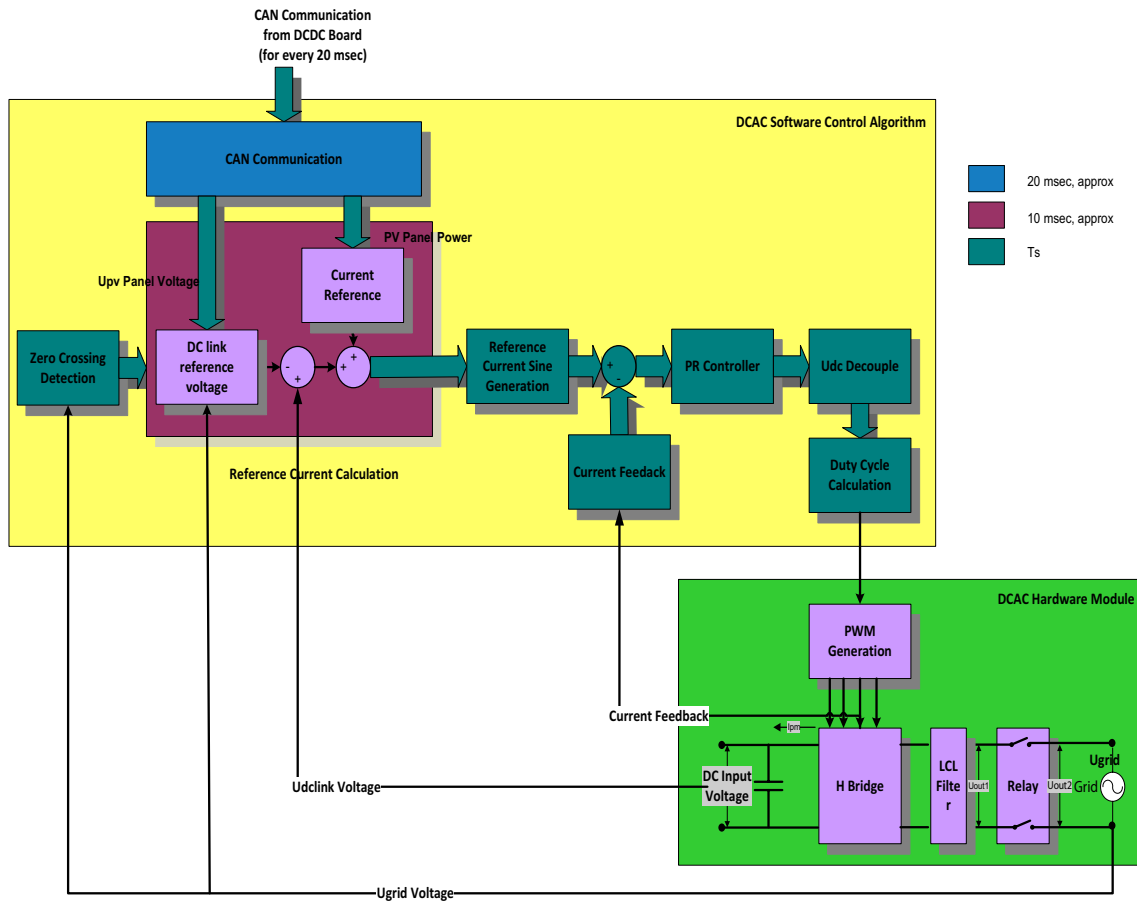 CAN Communication
from DCDC Board
(for every 20 msec)
DCAC Software Control Algorithm
CAN Communication
20 msec, approx
10 msec, approx
Ts
PV Panel Power
Upv Panel Voltage
Current
Reference
Zero Crossing
Detection
DC link
reference
voltage
-
+
+
+
Reference
Current Sine
Generation
+
-
PR Controller
Udc Decouple
Reference Current Calculation
Current Feedack
Duty Cycle
Calculation
DCAC Hardware Module
PWM
Generation
Current Feedback
Ipm
DC Input
Voltage
H Bridge
LCL
Filte
r
Uout1
Relay
Uout2
Ugrid
Grid
Udclink Voltage
Ugrid Voltage